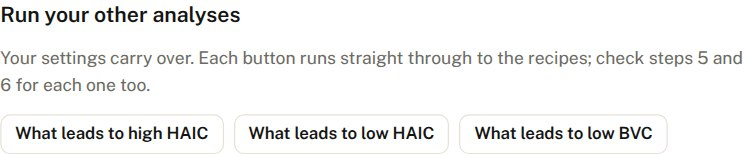 Run your other analyses
Your settings carry over. Each button runs straight through to the recipes; check steps 5 and
6 for each one too.
What leads to high HAIC What leads to low HAIC What leads to low BVC